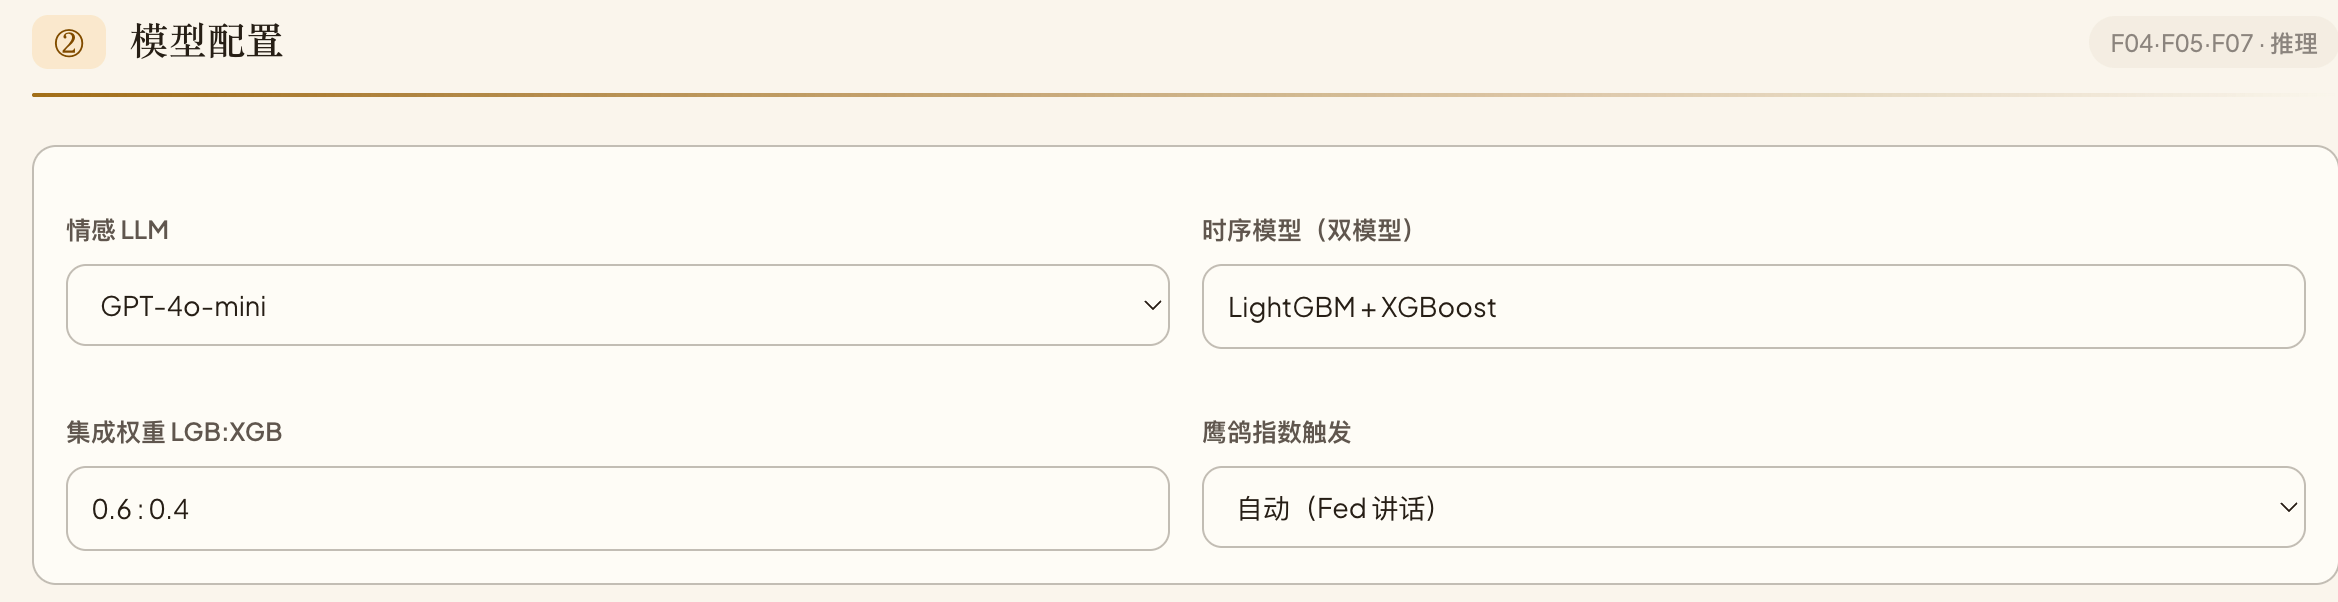 ② 模型配置
F04·F05·F07 · 推理
情感 LLM
时序模型（双模型）
GPT-4o-mini
LightGBM + XGBoost
集成权重 LGB:XGB
鹰鸽指数触发
0.6 : 0.4
自动（Fed 讲话）